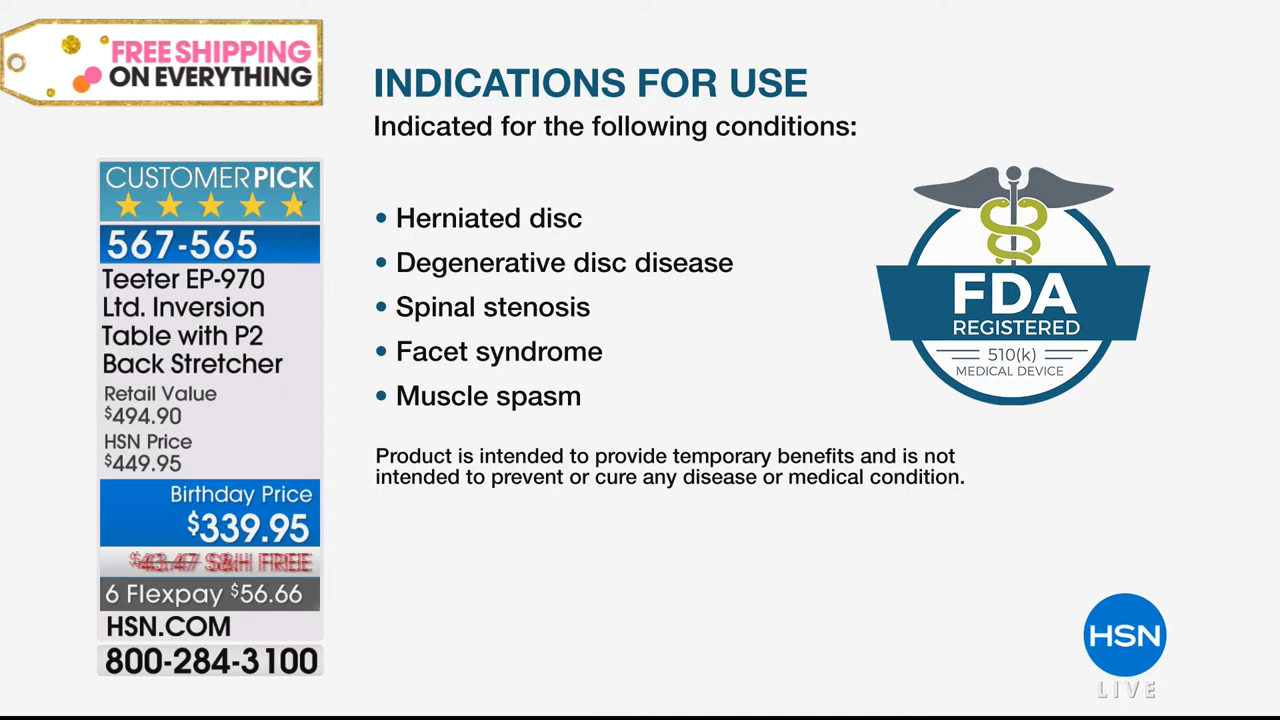 FREE SHIPPING
ON EVERYTHING
CUSTOMER PICK
567-565
Teeter EP-970
Ltd. Inversion
Table with P2
Back Stretcher
Retail Value
$494.90
HSN Price
$449.95
Birthday Price
$339.95
$43.47 S&H FREE
6 Flexpay $56.66
HSN.COM
800-284-3100
INDICATIONS FOR USE
Indicated for the following conditions:
• Herniated disc
• Degenerative disc disease
• Spinal stenosis
• Facet syndrome
• Muscle spasm
Product is intended to provide temporary benefits and is not
intended to prevent or cure any disease or medical condition.
FDA
REGISTERED
510(k)
MEDICAL DEVICE
HSN
LIVE